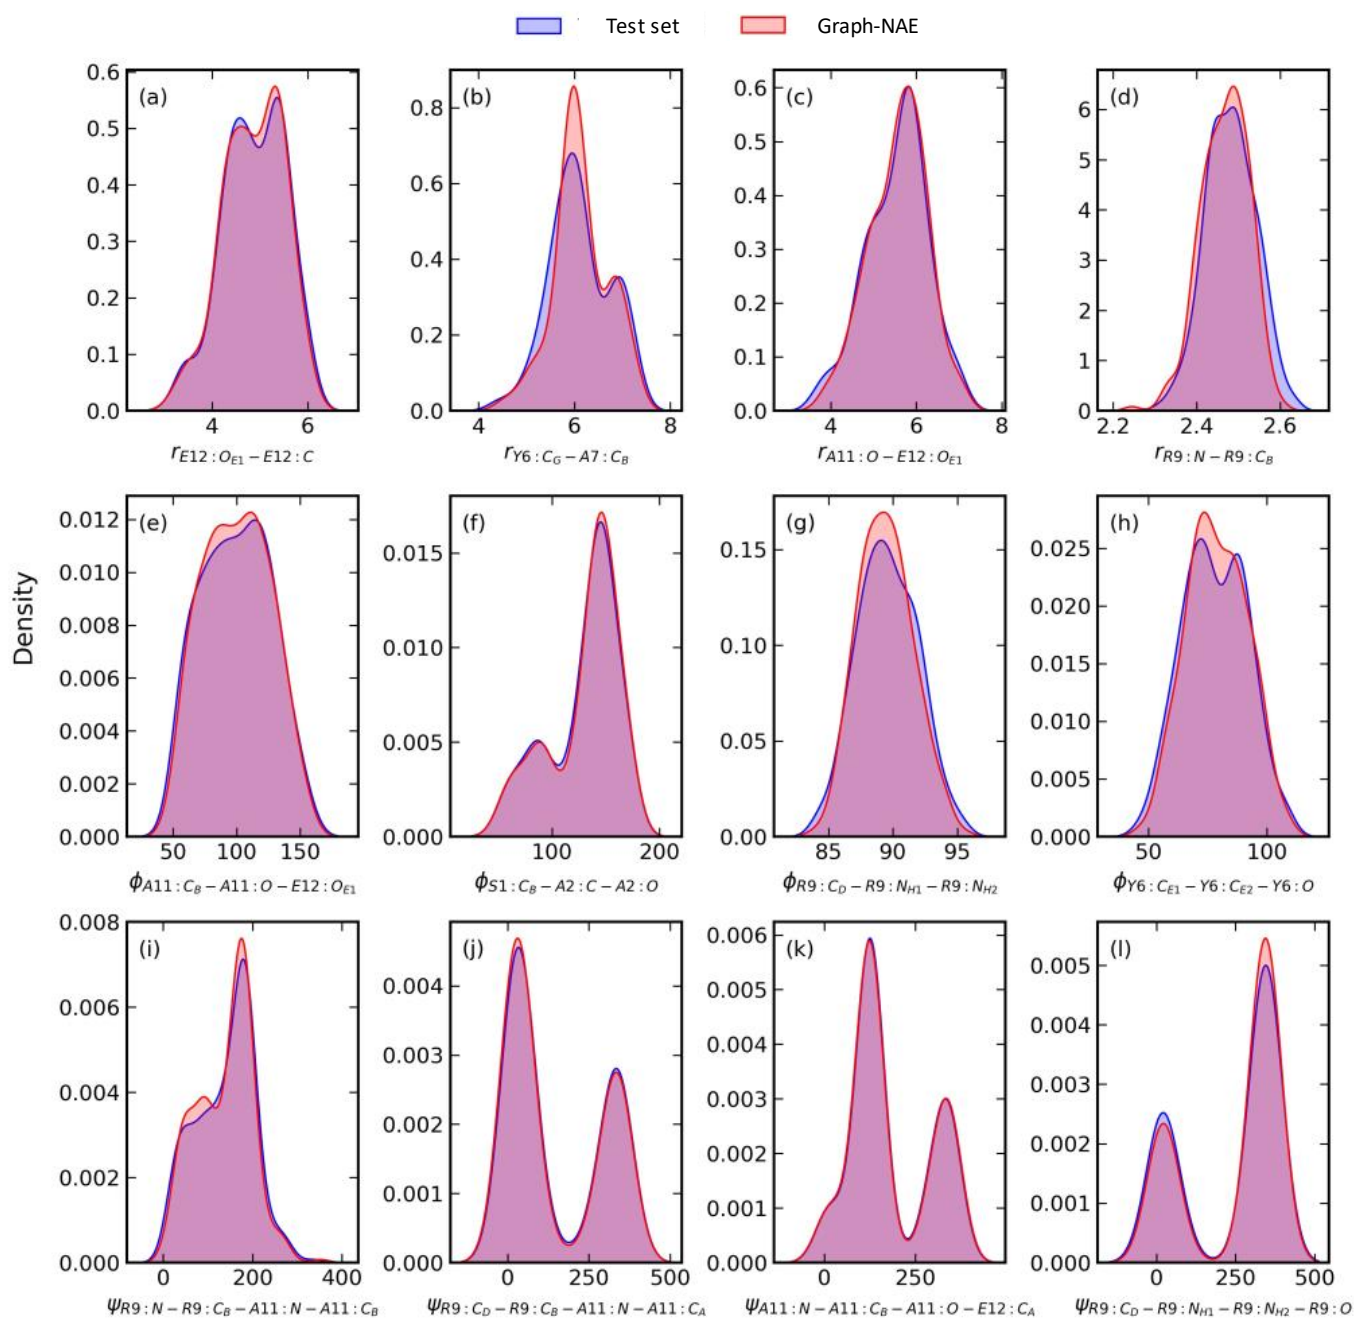 Test set Graph-NAE
(a) (b) (c) (d)
0.6 0.5 0.4 0.3 0.2 0.1 0.0
0.8 0.6 0.4 0.2 0.0
0.6 0.5 0.4 0.3 0.2 0.1 0.0
6 5 4 3 2 1 0
4 6
4 6 8
4 6 8
2.2 2.4 2.6
r_{E12:O_{E1}-E12:C}
r_{Y6:C_G-A7:C_B}
r_{A11:O-E12:O_{E1}}
r_{R9:N-R9:C_B}
Density
(e) (f) (g) (h)
0.012 0.010 0.008 0.006 0.004 0.002 0.000
0.015 0.010 0.005 0.000
0.15 0.10 0.05 0.00
0.025 0.020 0.015 0.010 0.005 0.000
50 100 150
100 200
85 90 95
50 100
ϕ_{A11:C_B-A11:O-E12:O_{E1}}
ϕ_{S1:C_B-A2:C-A2:O}
ϕ_{R9:C_D-R9:N_{H1}-R9:N_{H2}}
ϕ_{Y6:C_{E1}-Y6:C_{E2}-Y6:O}
(i) (j) (k) (l)
0.008 0.006 0.004 0.002 0.000
0.004 0.003 0.002 0.001 0.000
0.006 0.005 0.004 0.003 0.002 0.001 0.000
0.005 0.004 0.003 0.002 0.001 0.000
0 200 400
0 250 500
0 250
0 250 500
ψ_{R9:N-R9:C_B-A11:N-A11:C_B}
ψ_{R9:C_D-R9:C_B-A11:N-A11:C_A}
ψ_{A11:N-A11:C_B-A11:O-E12:C_A}
ψ_{R9:C_D-R9:N_{H1}-R9:N_{H2}-R9:O}